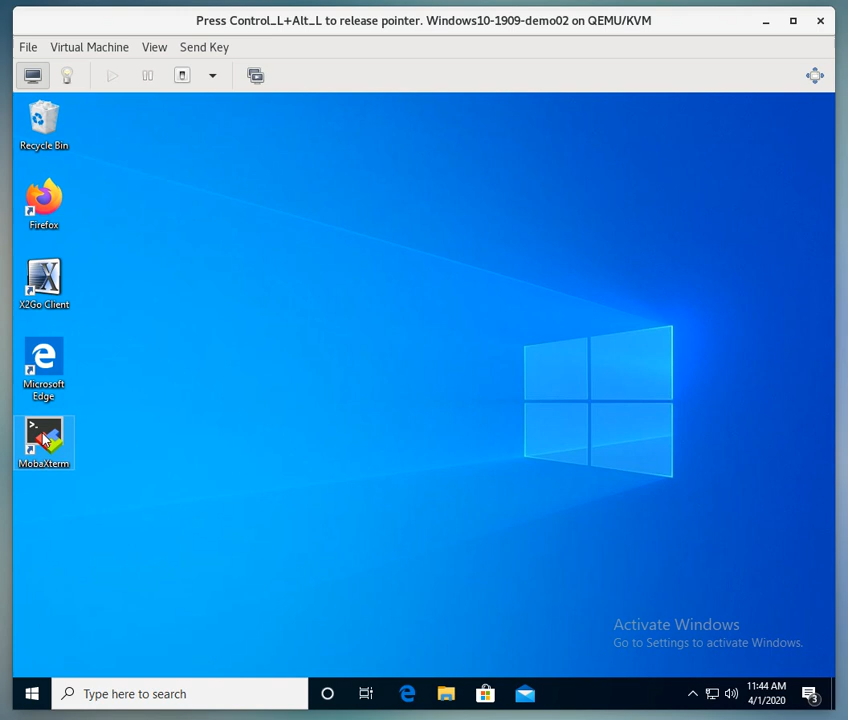 Press Control_L+Alt_L to release pointer. Windows10-1909-demo02 on QEMU/KVM
File Virtual Machine View Send Key
Recycle Bin
Firefox
X2Go Client
Microsoft
Edge
MobaXterm
Activate Windows
Go to Settings to activate Windows.
Type here to search
11:44 AM
4/1/2020
3